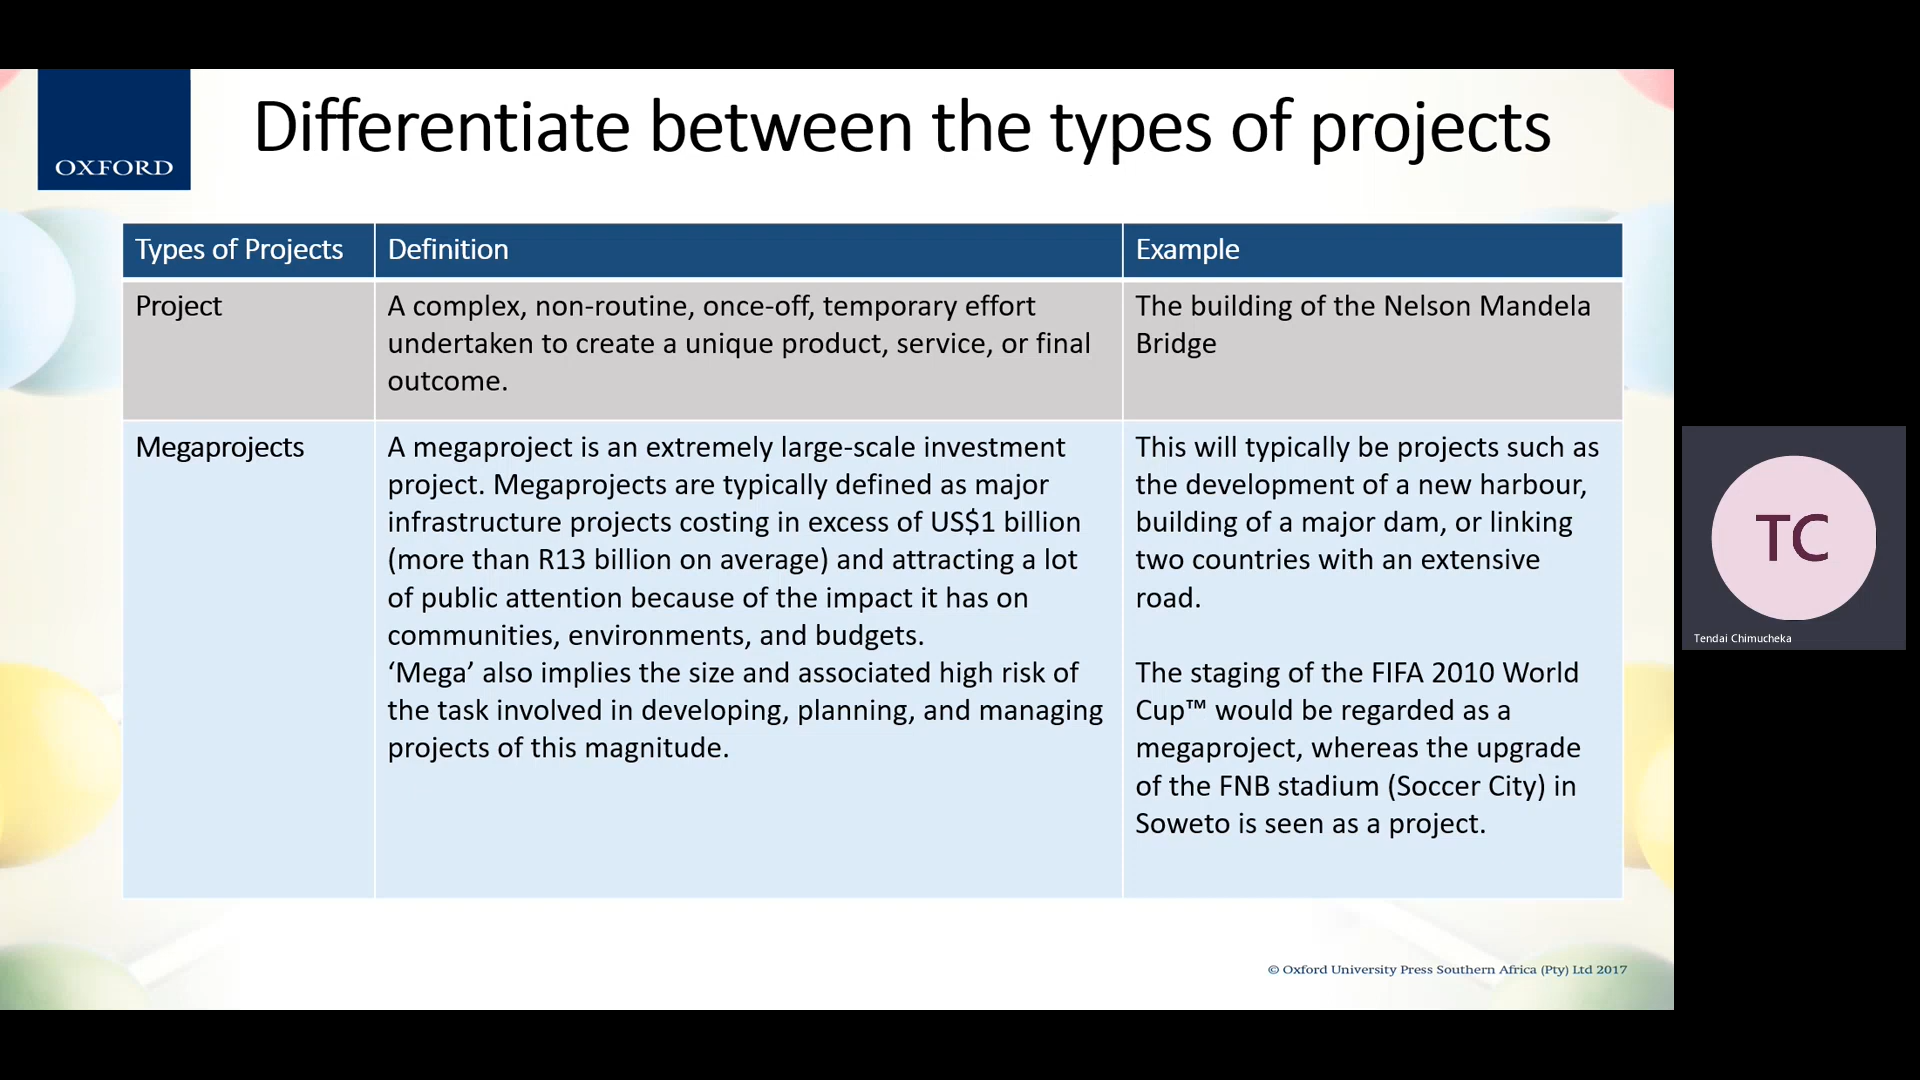 OXFORD
Differentiate between the types of projects
Types of Projects
Definition
Example
Project
A complex, non-routine, once-off, temporary effort
undertaken to create a unique product, service, or final
outcome.
The building of the Nelson Mandela
Bridge
Megaprojects
A megaproject is an extremely large-scale investment
project. Megaprojects are typically defined as major
infrastructure projects costing in excess of US$1 billion
(more than R13 billion on average) and attracting a lot
of public attention because of the impact it has on
communities, environments, and budgets.
‘Mega’ also implies the size and associated high risk of
the task involved in developing, planning, and managing
projects of this magnitude.
This will typically be projects such as
the development of a new harbour,
building of a major dam, or linking
two countries with an extensive
road.
The staging of the FIFA 2010 World
Cup™ would be regarded as a
megaproject, whereas the upgrade
of the FNB stadium (Soccer City) in
Soweto is seen as a project.
© Oxford University Press Southern Africa (Pty) Ltd 2017
TC
Tendai Chimucheka